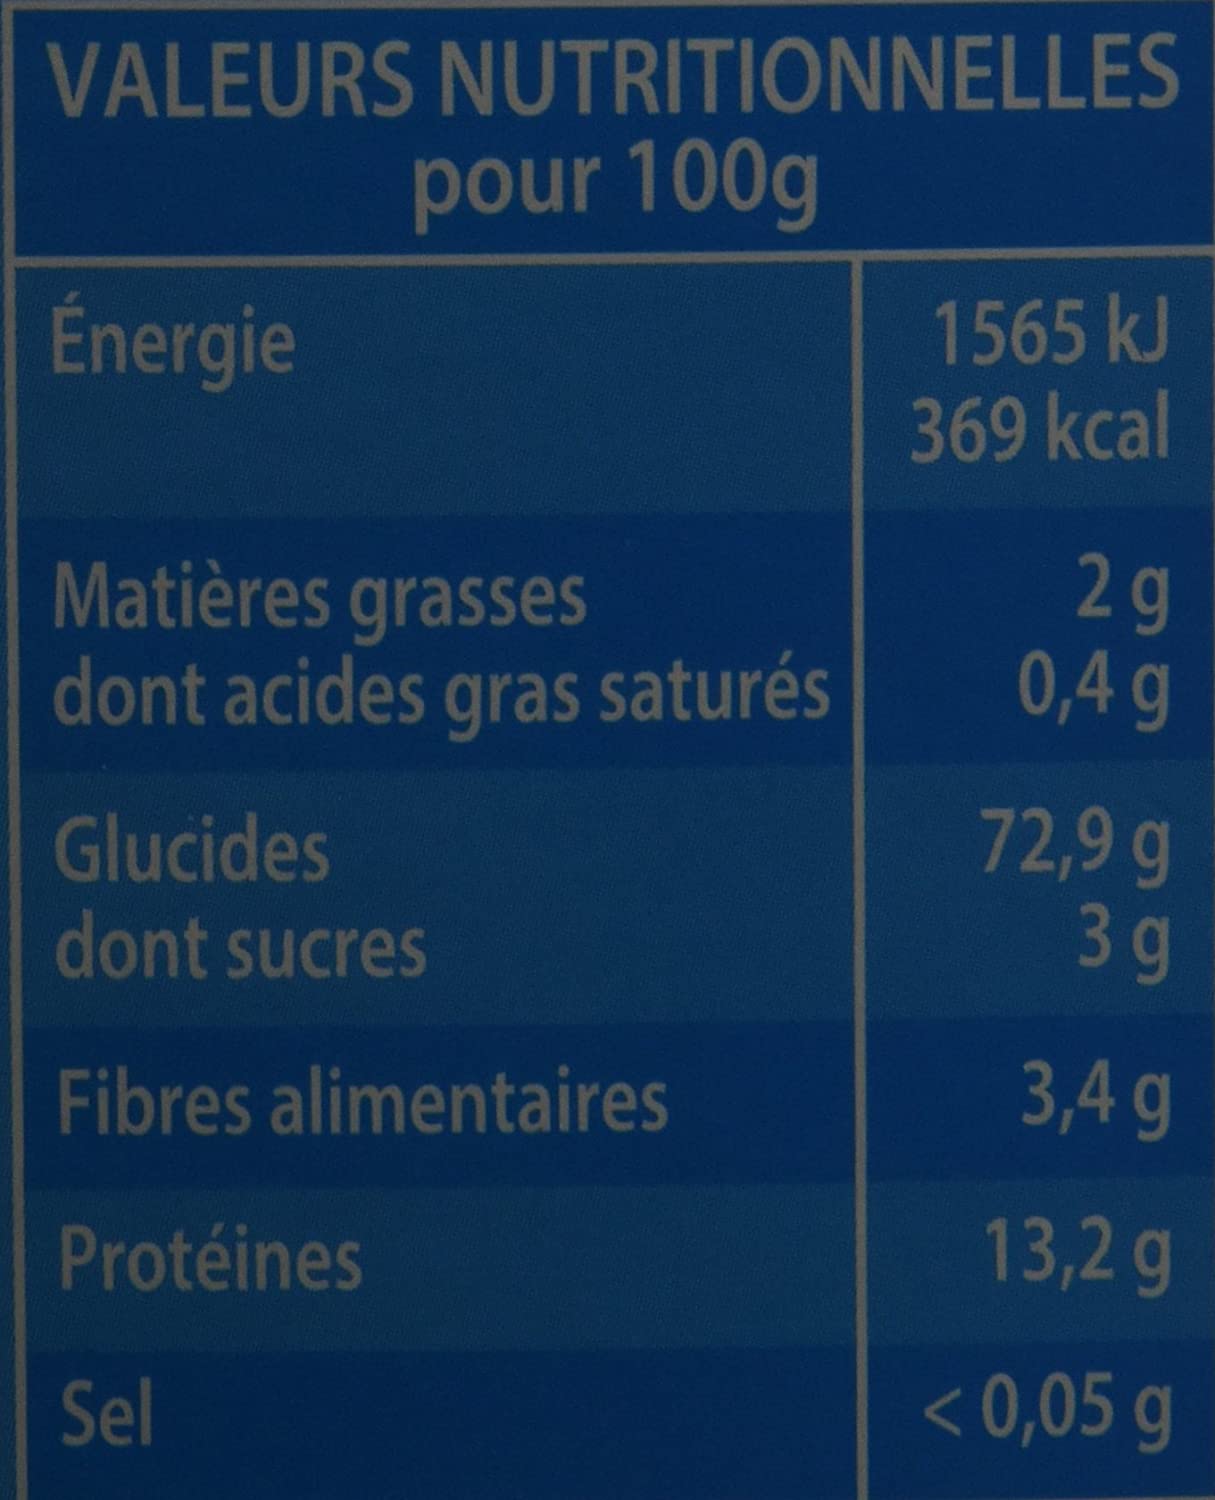 VALEURS NUTRITIONNELLES
pour 100g
Énergie 1565 kJ
369 kcal
Matières grasses 2 g
dont acides gras saturés 0,4 g
Glucides 72,9 g
dont sucres 3 g
Fibres alimentaires 3,4 g
Protéines 13,2 g
Sel < 0,05 g